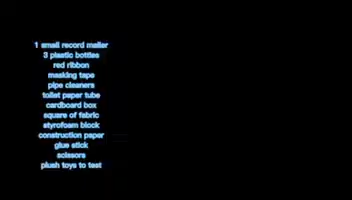 1 small record mailer
3 plastic bottles
red ribbon
masking tape
pipe cleaners
toilet paper tube
cardboard box
square of fabric
styrofoam block
construction paper
glue stick
scissors
plush toys to test